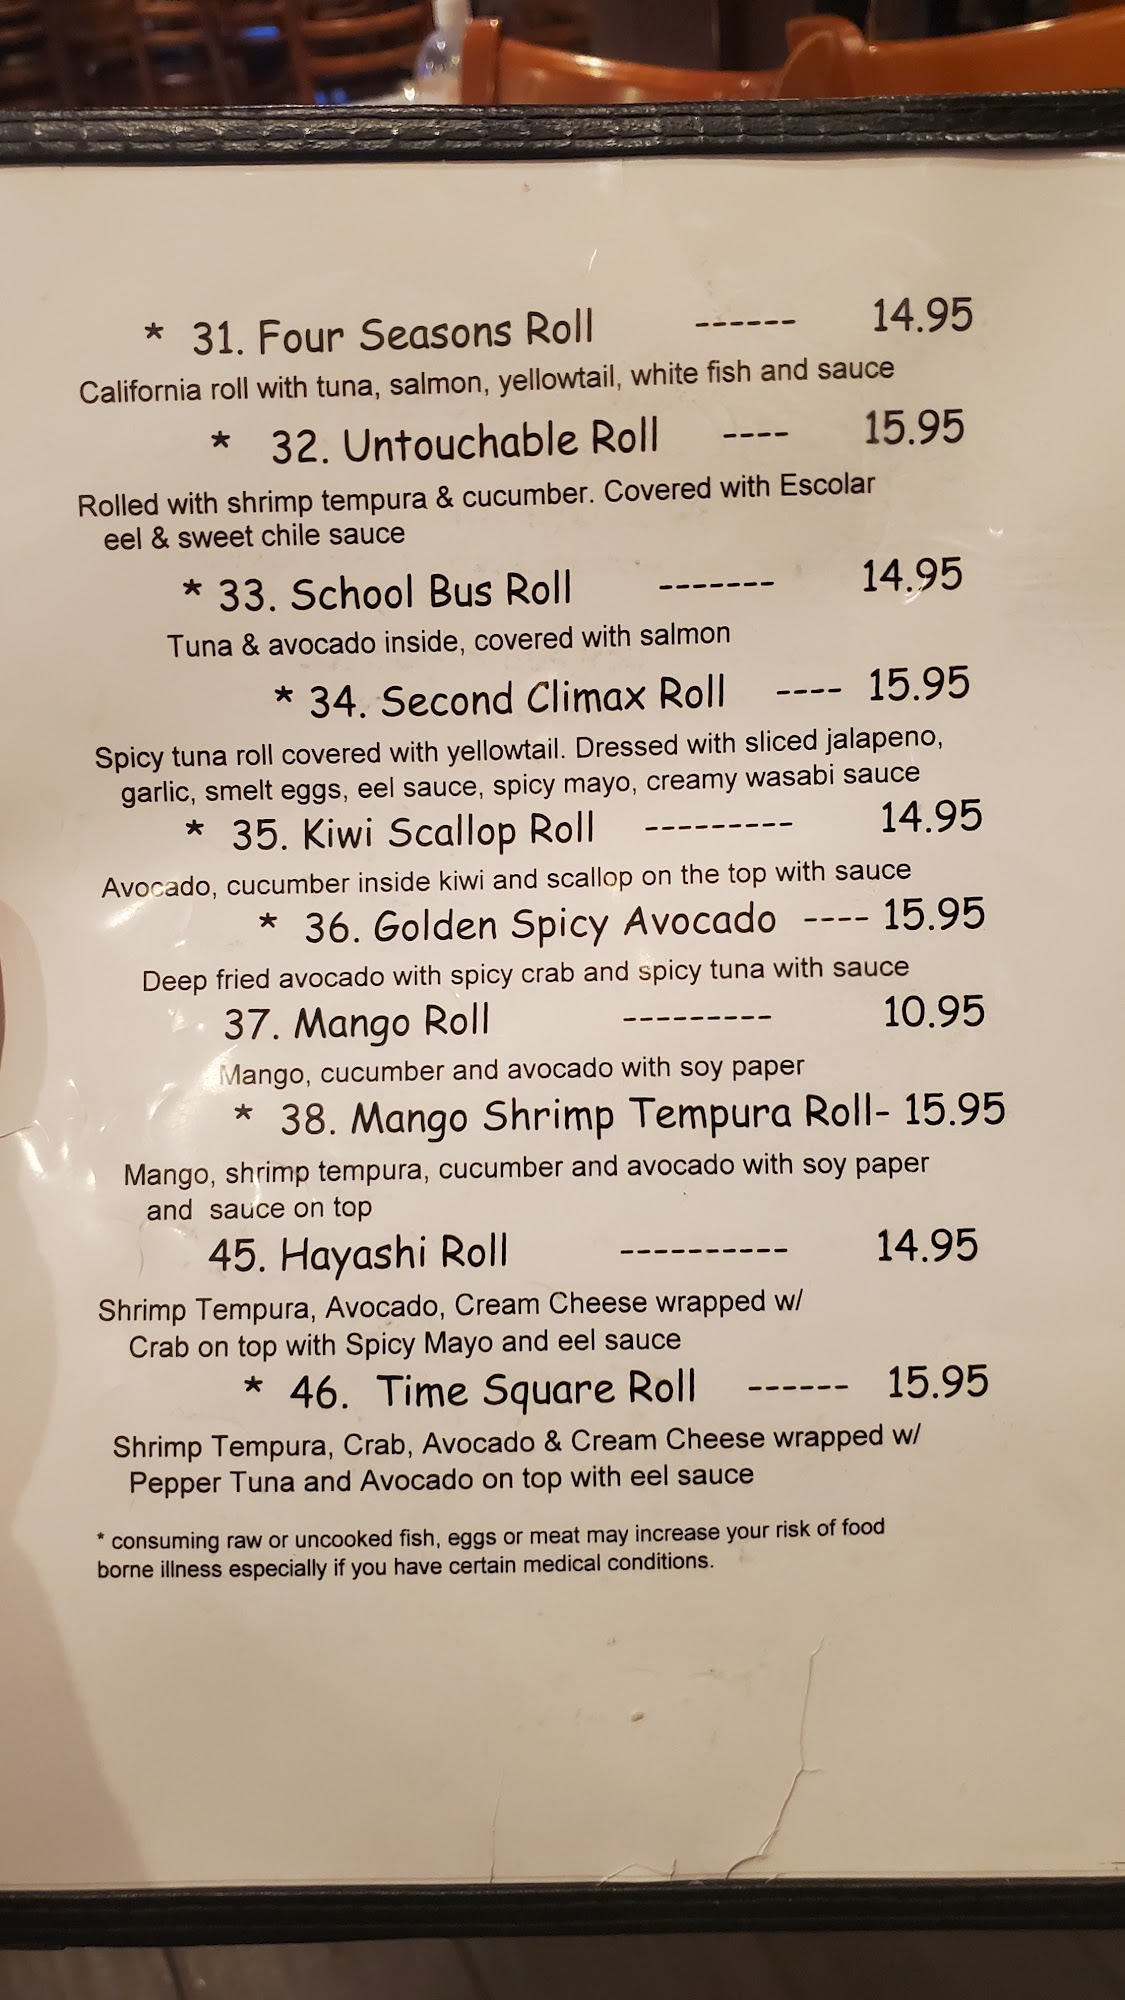 * 31. Four Seasons Roll ------ 14.95
California roll with tuna, salmon, yellowtail, white fish and sauce
* 32. Untouchable Roll ---- 15.95
Rolled with shrimp tempura & cucumber. Covered with Escolar
eel & sweet chile sauce
* 33. School Bus Roll ------- 14.95
Tuna & avocado inside, covered with salmon
* 34. Second Climax Roll ---- 15.95
Spicy tuna roll covered with yellowtail. Dressed with sliced jalapeno,
garlic, smelt eggs, eel sauce, spicy mayo, creamy wasabi sauce
* 35. Kiwi Scallop Roll --------- 14.95
Avocado, cucumber inside kiwi and scallop on the top with sauce
* 36. Golden Spicy Avocado ---- 15.95
Deep fried avocado with spicy crab and spicy tuna with sauce
37. Mango Roll --------- 10.95
Mango, cucumber and avocado with soy paper
* 38. Mango Shrimp Tempura Roll- 15.95
Mango, shrimp tempura, cucumber and avocado with soy paper
and sauce on top
45. Hayashi Roll ---------- 14.95
Shrimp Tempura, Avocado, Cream Cheese wrapped w/
Crab on top with Spicy Mayo and eel sauce
* 46. Time Square Roll ------ 15.95
Shrimp Tempura, Crab, Avocado & Cream Cheese wrapped w/
Pepper Tuna and Avocado on top with eel sauce
* consuming raw or uncooked fish, eggs or meat may increase your risk of food
borne illness especially if you have certain medical conditions.